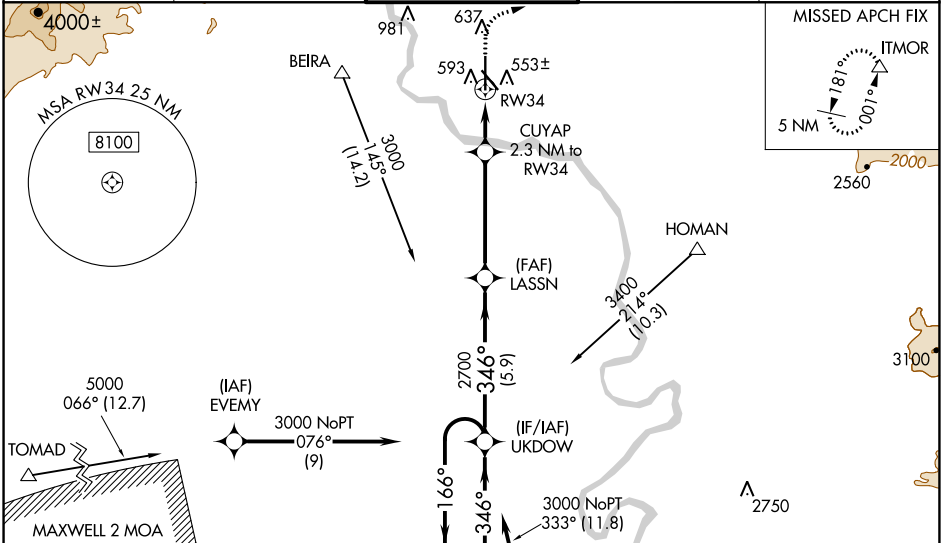 4000±
981
637
593
553±
RW34
BEIRA
3000
145°
(14.2)
MSA RW34 25 NM
8100
CUYAP
2.3 NM to
RW34
MISSED APCH FIX
ITMOR
181°
001°
5 NM
2000
2560
HOMAN
3400
214°
(10.3)
(FAF)
LASSN
2700
346°
(5.9)
3100
5000
066° (12.7)
TOMAD
(IAF)
EVEMY
3000 NoPT
076°
(9)
(IF/IAF)
UKDOW
166°
346°
3000 NoPT
333° (11.8)
2750
MAXWELL 2 MOA